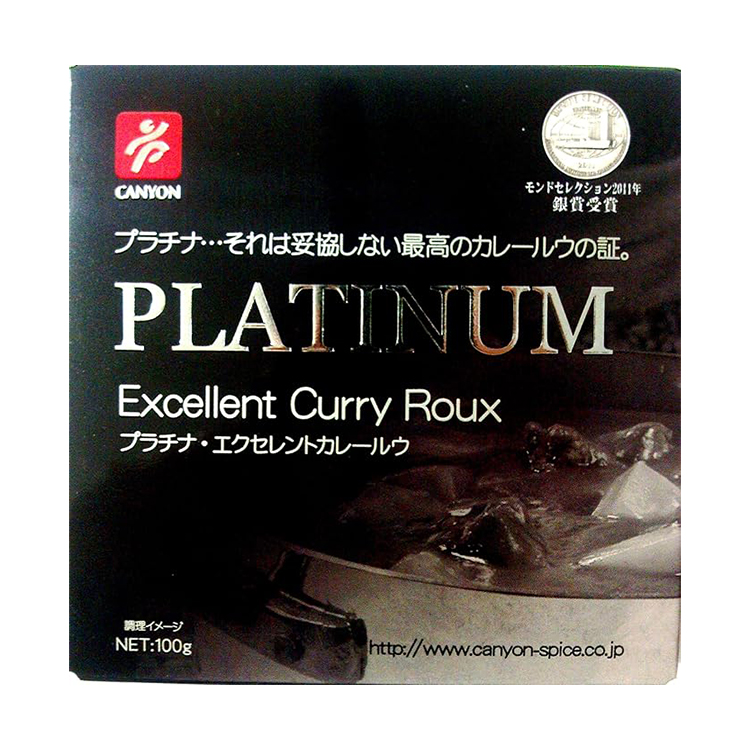 CANYON
モンドセレクション2011年
銀賞受賞
プラチナ…それは妥協しない最高のカレールウの証。
PLATINUM
Excellent Curry Roux
プラチナ・エクセレントカレールウ
調理イメージ
NET:100g
http://www.canyon-spice.co.jp